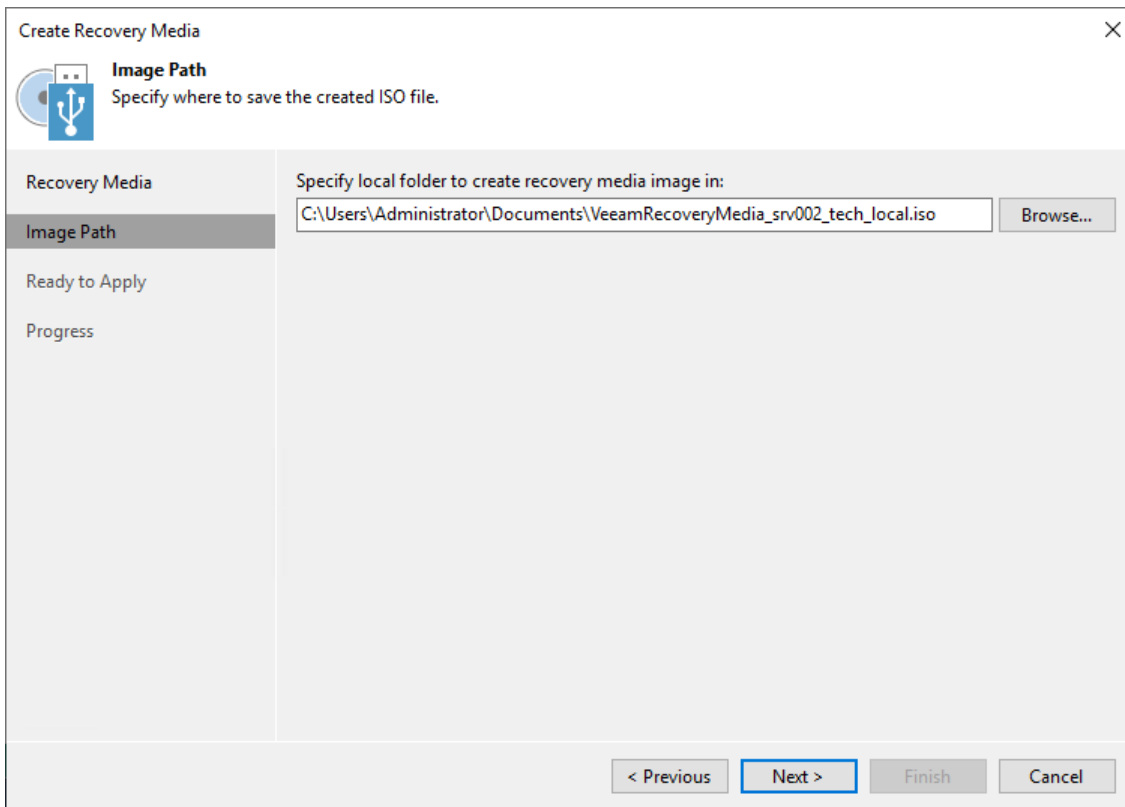 Create Recovery Media
Image Path
Specify where to save the created ISO file.
Recovery Media
Image Path
Ready to Apply
Progress
Specify local folder to create recovery media image in:
C:\Users\Administrator\Documents\VeeamRecoveryMedia_srv002_tech_local.iso
Browse...
< Previous
Next >
Finish
Cancel